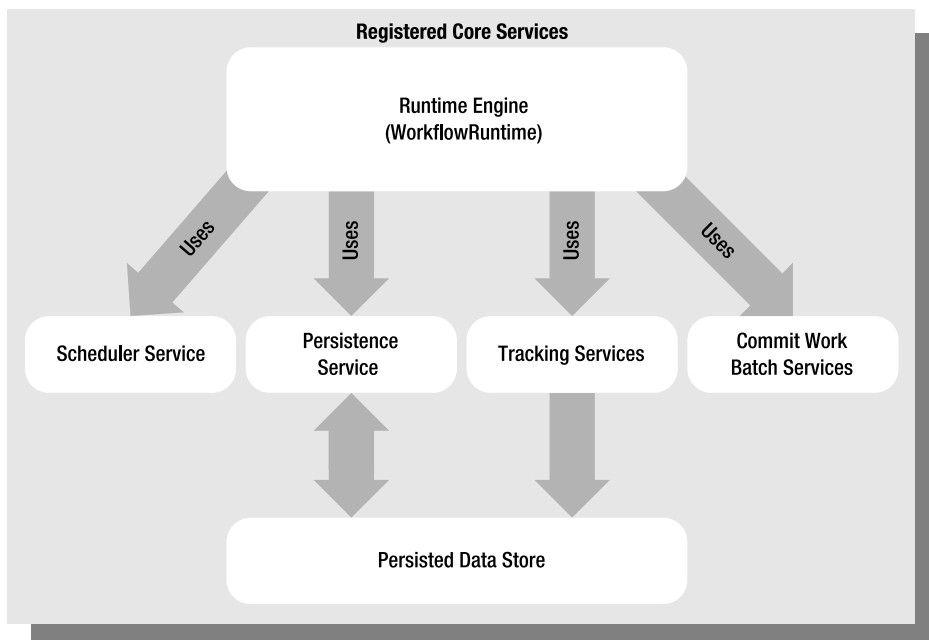 Registered Core Services
Runtime Engine
(WorkflowRuntime)
Uses
Uses
Uses
Uses
Scheduler Service
Persistence
Service
Tracking Services
Commit Work
Batch Services
Persisted Data Store